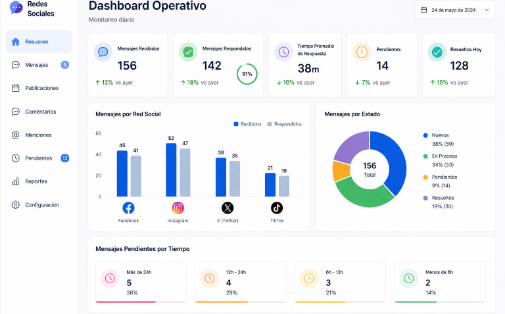 Redes
Sociales
Resumen
Mensajes
Publicaciones
Comentarios
Menciones
Pendientes
Reportes
Configuración
Dashboard Operativo
Monitoreo diario
24 de mayo de 2024
Mensajes Recibidos
156
↑ 12% vs ayer
Mensajes Respondidos
142
91%
↑ 18% vs ayer
Tiempo Promedio
de Respuesta
38m
↓ 10% vs ayer
Pendientes
14
↓ 7% vs ayer
Resueltos Hoy
128
↑ 15% vs ayer
Mensajes por Red Social
Recibidos
Respondidos
60
40
20
0
45
41
52
47
38
35
21
19
Facebook
Instagram
X (Twitter)
TikTok
Mensajes por Estado
156
Total
Nuevos
38% (59)
En Proceso
34% (53)
Pendientes
9% (14)
Resueltos
19% (30)
Mensajes Pendientes por Tiempo
Más de 24h
5
36%
12h - 24h
4
29%
6h - 12h
3
21%
Menos de 6h
2
14%